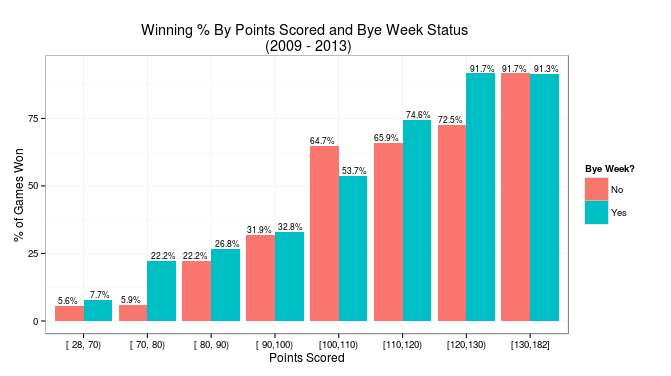 Winning % By Points Scored and Bye Week Status
(2009 - 2013)
% of Games Won
75
50
25
0
5.6%
7.7%
5.9%
22.2%
22.2%
26.8%
31.9%
32.8%
64.7%
53.7%
65.9%
74.6%
72.5%
91.7%
91.7%
91.3%
[ 28, 70)
[ 70, 80)
[ 80, 90)
[ 90,100)
[100,110)
[110,120)
[120,130)
[130,182]
Points Scored
Bye Week?
No
Yes